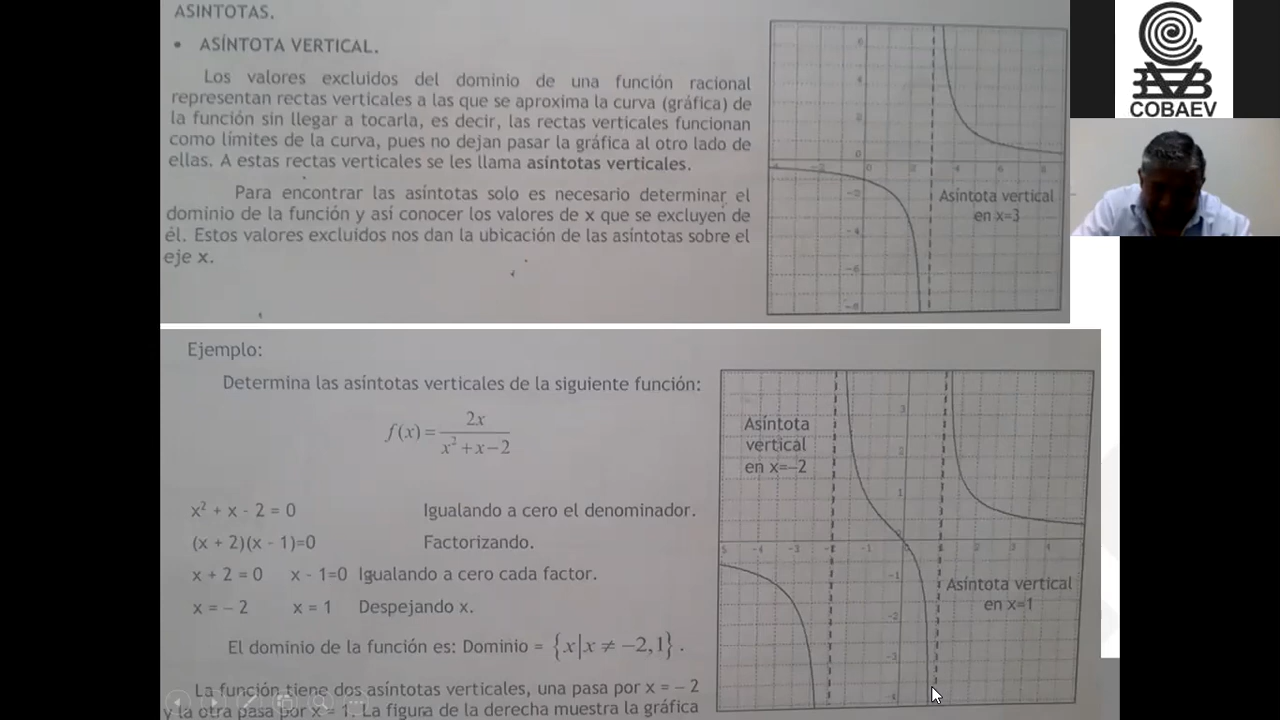 ASINTOTAS.
• ASÍNTOTA VERTICAL.
Los valores excluidos del dominio de una función racional
representan rectas verticales a las que se aproxima la curva (gráfica) de
la función sin llegar a tocarla, es decir, las rectas verticales funcionan
como límites de la curva, pues no dejan pasar la gráfica al otro lado de
ellas. A estas rectas verticales se les llama asíntotas verticales.
Para encontrar las asíntotas solo es necesario determinar el
dominio de la función y así conocer los valores de x que se excluyen de
él. Estos valores excluidos nos dan la ubicación de las asíntotas sobre el
eje x.
Asíntota vertical
en x=3
COBAEV
Ejemplo:
Determina las asíntotas verticales de la siguiente función:
f(x) = 2x / x² + x − 2
x² + x - 2 = 0 Igualando a cero el denominador.
(x + 2)(x - 1)=0 Factorizando.
x + 2 = 0 x - 1=0 Igualando a cero cada factor.
x = − 2 x = 1 Despejando x.
El dominio de la función es: Dominio = {x|x ≠ −2,1}.
La función tiene dos asíntotas verticales, una pasa por x = − 2
y la otra pasa por x = 1. La figura de la derecha muestra la gráfica
Asíntota
vertical
en x=−2
Asíntota vertical
en x=1